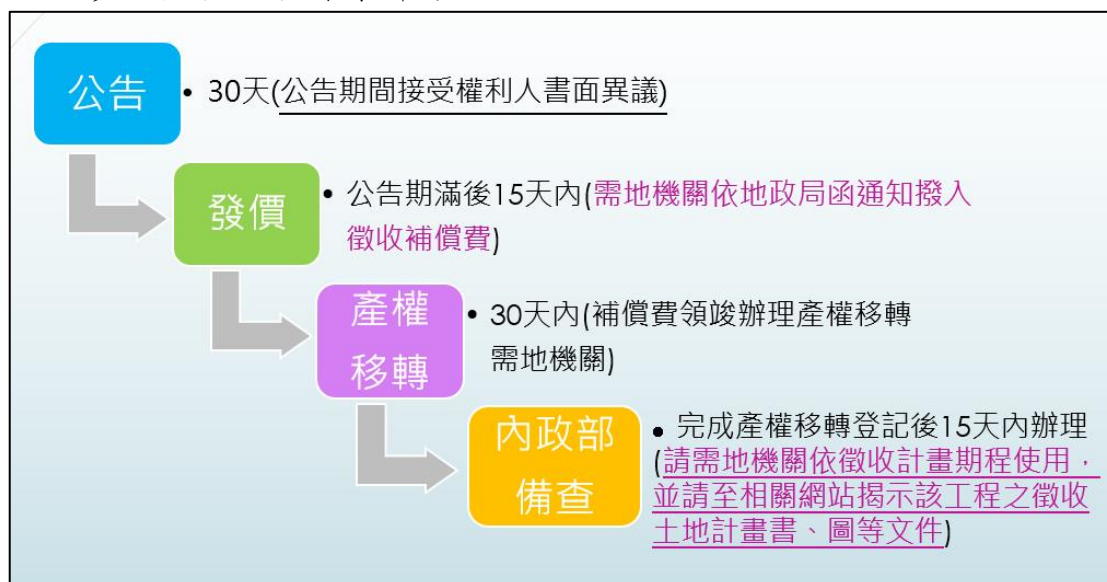 公告
• 30天(公告期間接受權利人書面異議)
發價
• 公告期滿後15天內(需地機關依地政局函通知撥入
徵收補償費)
產權
移轉
• 30天內(補償費領竣辦理產權移轉
需地機關)
內政部
備查
• 完成產權移轉登記後15天內辦理
(請需地機關依徵收計畫期程使用，
並請至相關網站揭示該工程之徵收
土地計畫書、圖等文件)